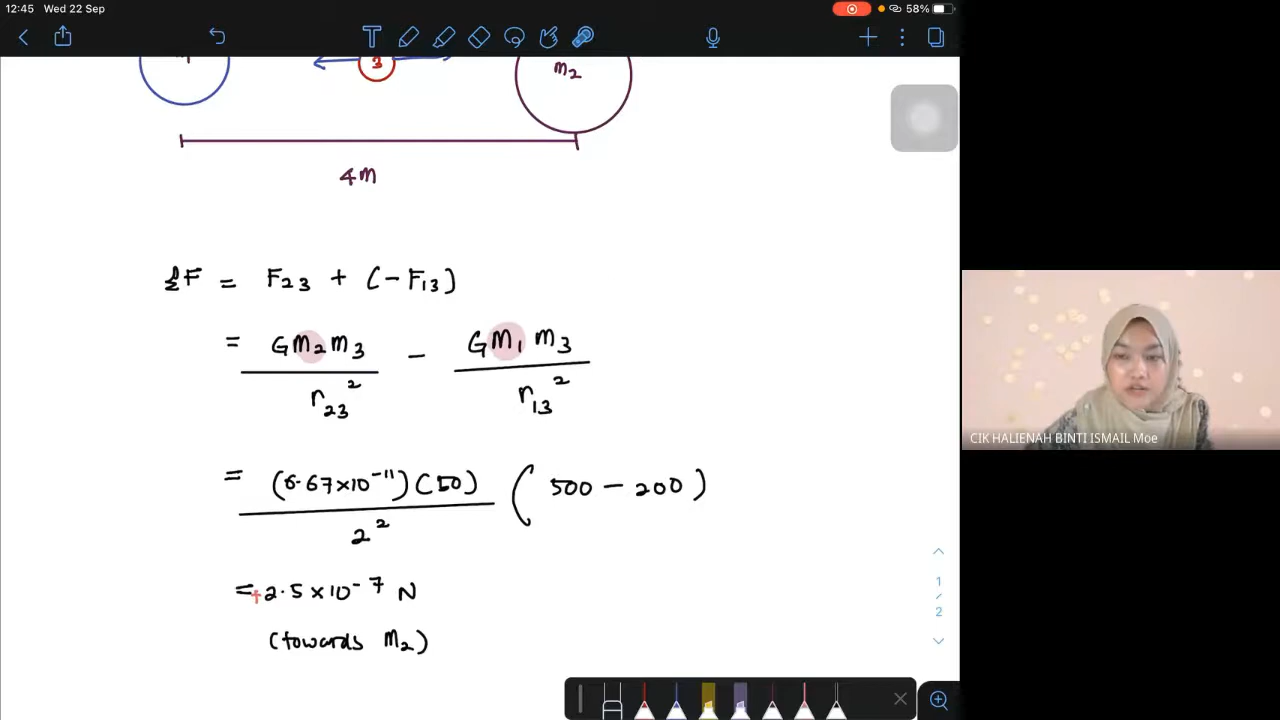 12:45 Wed 22 Sep
58%
T
3
m2
4m
ΣF = F23 + (-F13)
= GM2m3 / r23² - GM1m3 / r13²
= (6.67×10⁻¹¹)(50) / 2² (500 - 200)
= +2.5×10⁻⁷ N
(towards M2)
1
/
2
CIK HALIENAH BINTI ISMAIL Moe